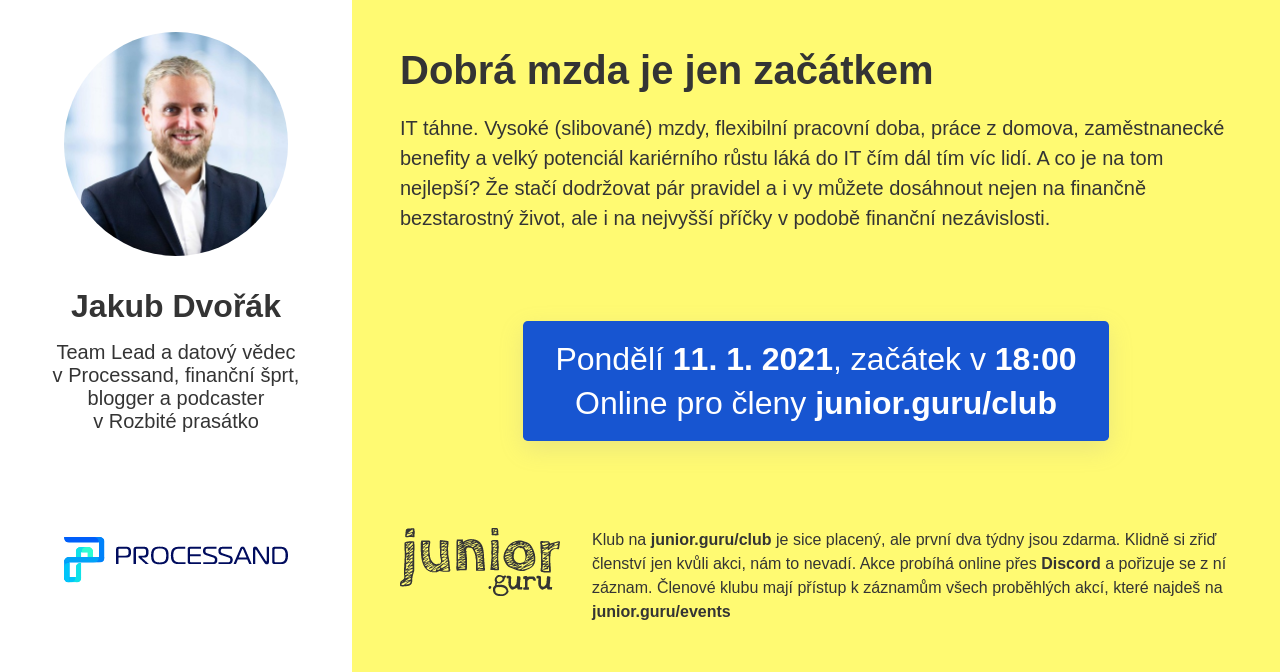 Jakub Dvořák
Team Lead a datový vědec
v Processand, finanční šprt,
blogger a podcaster
v Rozbité prasátko
PROCESSAND
Dobrá mzda je jen začátkem
IT táhne. Vysoké (slibované) mzdy, flexibilní pracovní doba, práce z domova, zaměstnanecké
benefity a velký potenciál kariérního růstu láká do IT čím dál tím víc lidí. A co je na tom
nejlepší? Že stačí dodržovat pár pravidel a i vy můžete dosáhnout nejen na finančně
bezstarostný život, ale i na nejvyšší příčky v podobě finanční nezávislosti.
Pondělí 11. 1. 2021, začátek v 18:00
Online pro členy junior.guru/club
junior
.guru
Klub na junior.guru/club je sice placený, ale první dva týdny jsou zdarma. Klidně si zřiď
členství jen kvůli akci, nám to nevadí. Akce probíhá online přes Discord a pořizuje se z ní
záznam. Členové klubu mají přístup k záznamům všech proběhlých akcí, které najdeš na
junior.guru/events